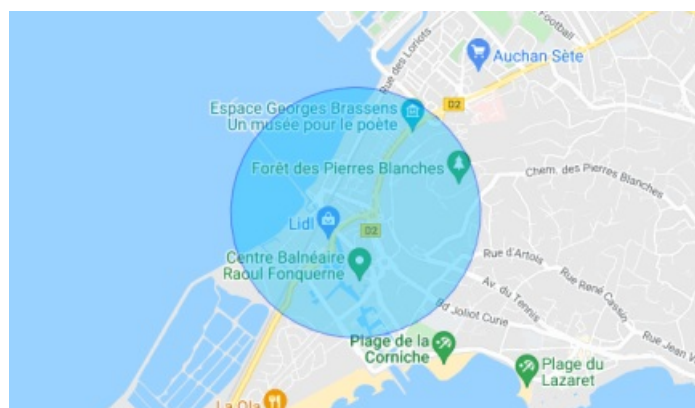 Football
Rue des Loriots
Auchan Sète
D2
Espace Georges Brassens
Un musée pour le poète
Forêt des Pierres Blanches
Chem. des Pierres Blanches
Lidl
D2
Centre Balnéaire
Raoul Fonquerne
Rue d'Artois
Rue René Cassin
Av. du Tennis
Bd Joliot Curie
Rue Jean
Plage de la
Corniche
Plage du
Lazaret
La Ola